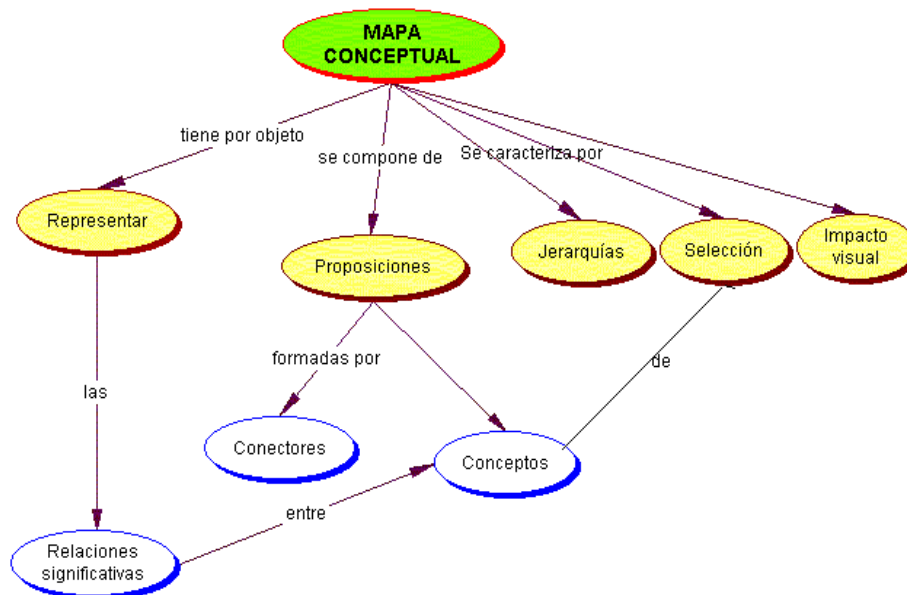 MAPA
CONCEPTUAL
tiene por objeto
se compone de
Se caracteriza por
Representar
Proposiciones
Jerarquías
Selección
Impacto
visual
formadas por
de
las
Conectores
Conceptos
entre
Relaciones
significativas